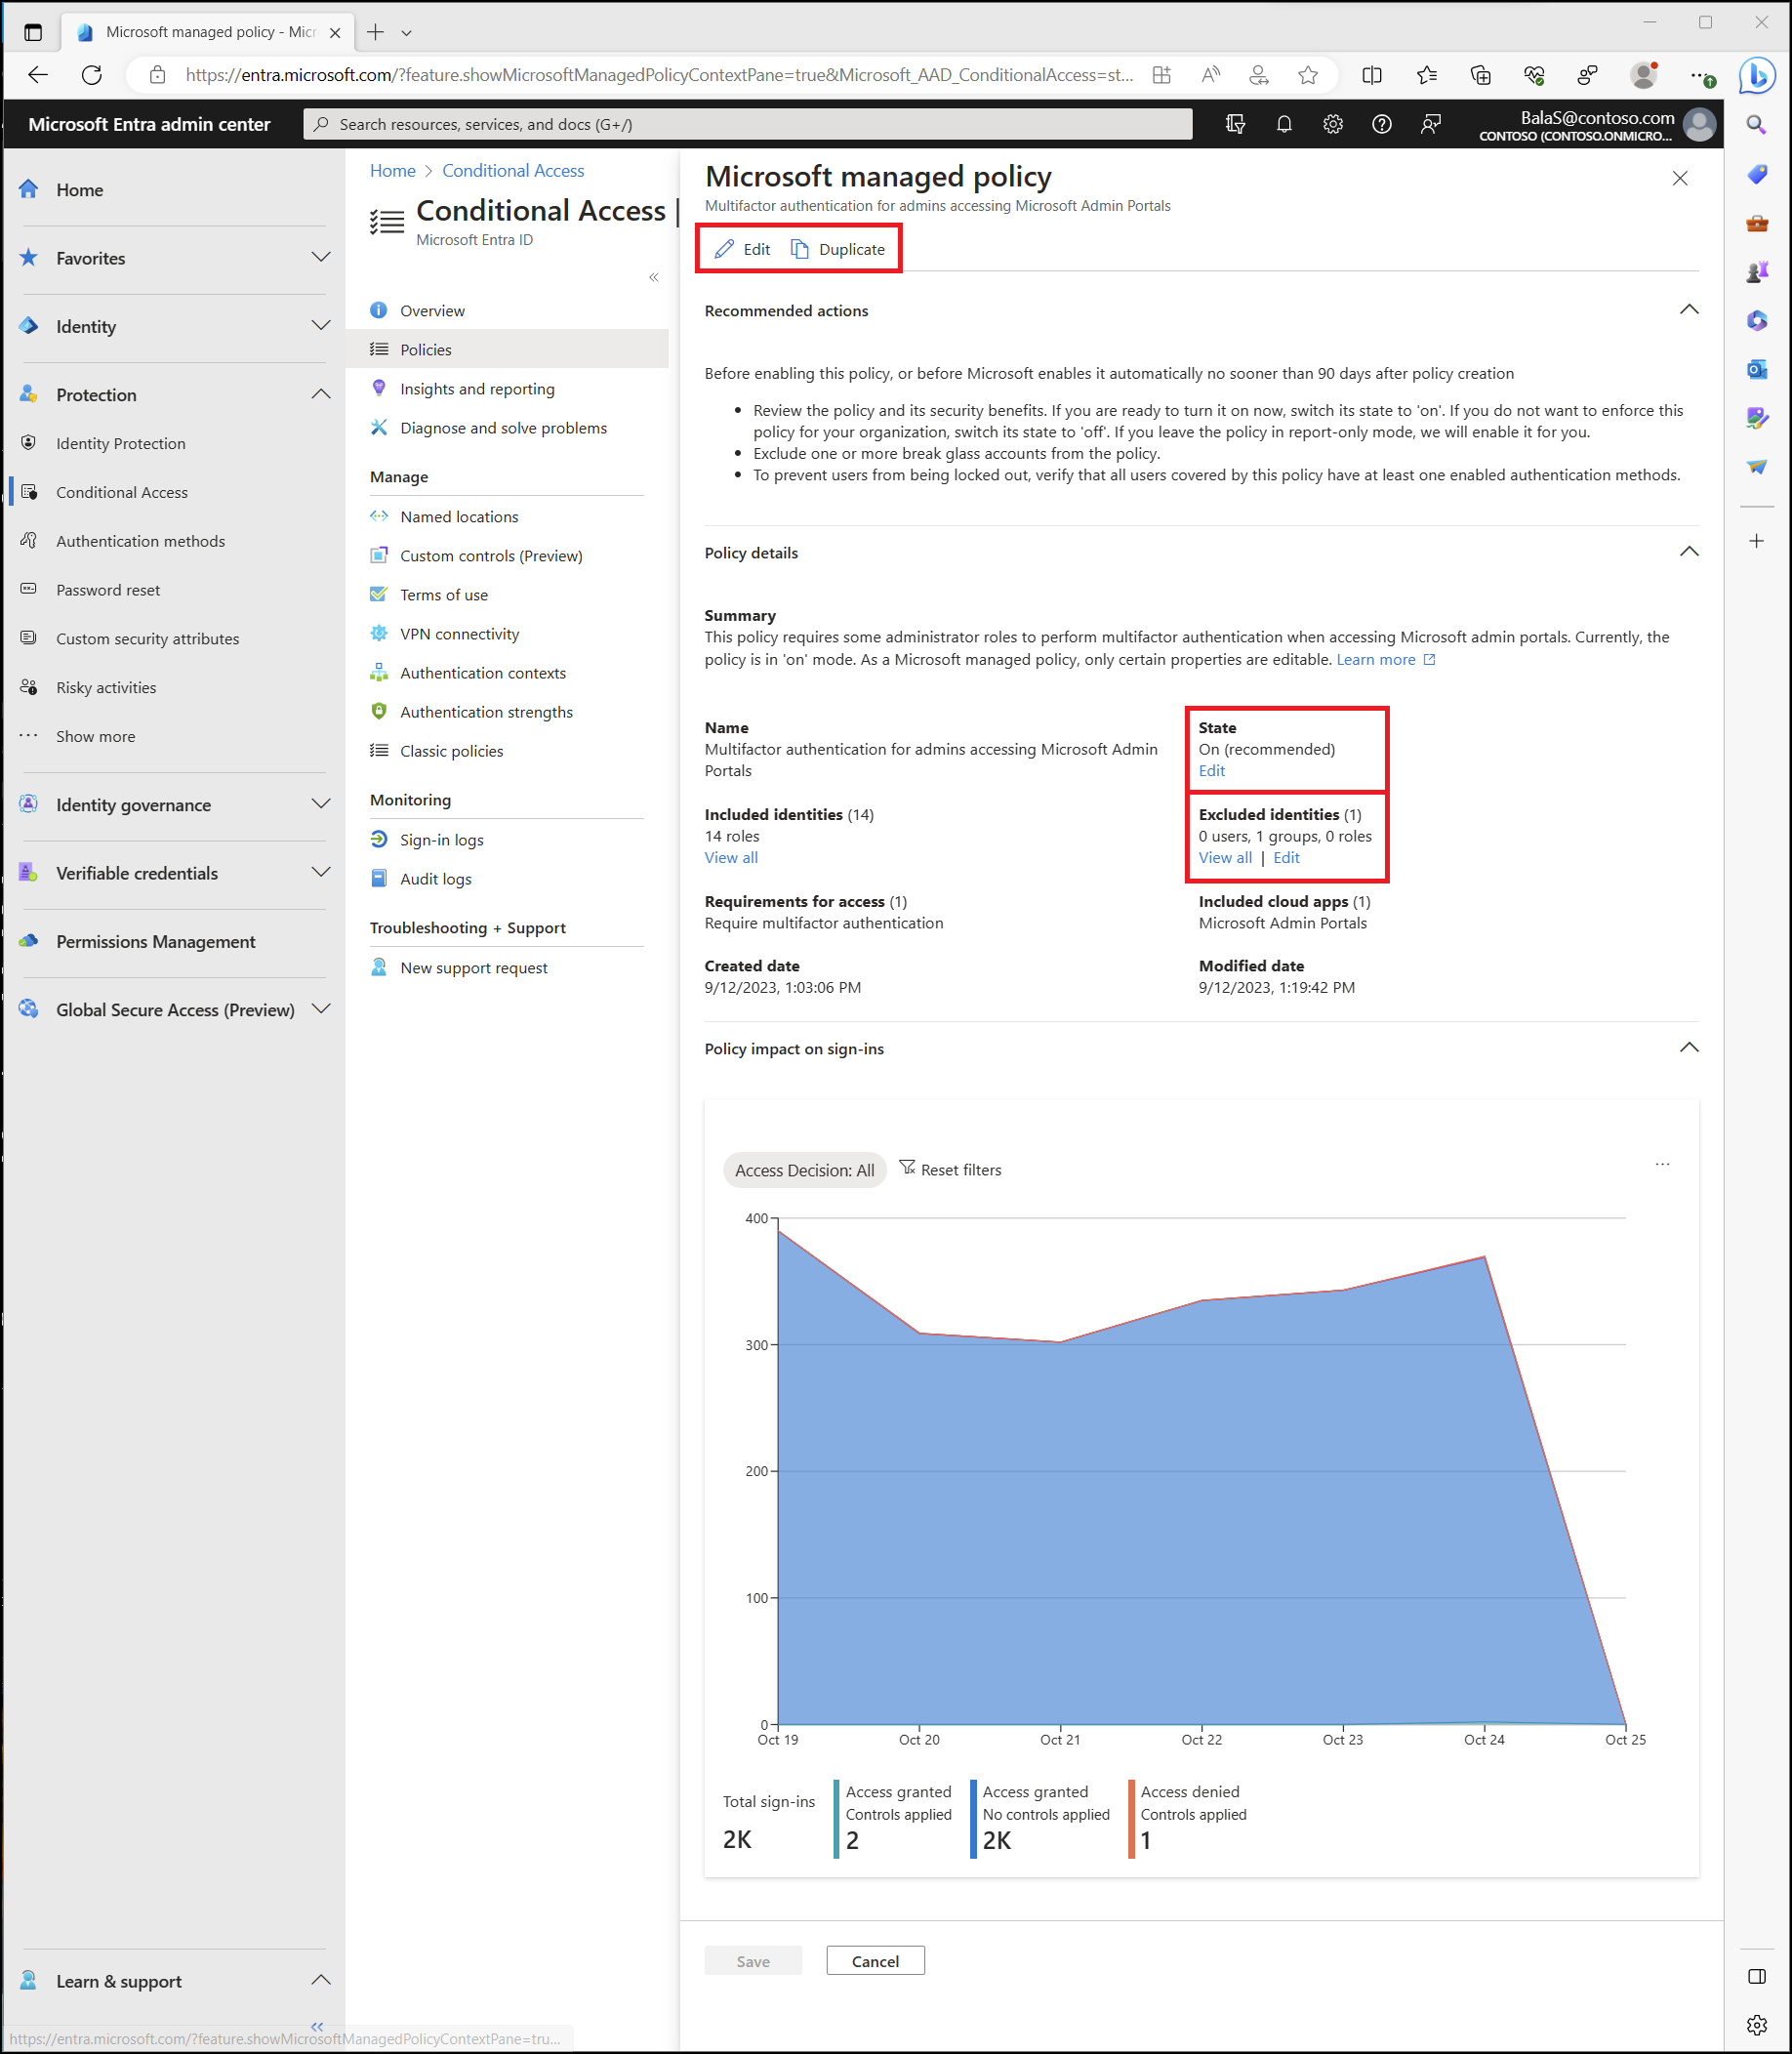 Microsoft managed policy - Micr
https://entra.microsoft.com/?feature.showMicrosoftManagedPolicyContextPane=true&Microsoft_AAD_ConditionalAccess=st...
Microsoft Entra admin center
Search resources, services, and docs (G+/)
BalaS@contoso.com
CONTOSO (CONTOSO.ONMICRO...
Home
Favorites
Identity
Protection
Identity Protection
Conditional Access
Authentication methods
Password reset
Custom security attributes
Risky activities
Show more
Identity governance
Verifiable credentials
Permissions Management
Global Secure Access (Preview)
Learn & support
https://entra.microsoft.com/?feature.showMicrosoftManagedPolicyContextPane=tru...
Home > Conditional Access
Conditional Access |
Microsoft Entra ID
Overview
Policies
Insights and reporting
Diagnose and solve problems
Manage
Named locations
Custom controls (Preview)
Terms of use
VPN connectivity
Authentication contexts
Authentication strengths
Classic policies
Monitoring
Sign-in logs
Audit logs
Troubleshooting + Support
New support request
Microsoft managed policy
Multifactor authentication for admins accessing Microsoft Admin Portals
Edit Duplicate
Recommended actions
Before enabling this policy, or before Microsoft enables it automatically no sooner than 90 days after policy creation
• Review the policy and its security benefits. If you are ready to turn it on now, switch its state to 'on'. If you do not want to enforce this
policy for your organization, switch its state to 'off'. If you leave the policy in report-only mode, we will enable it for you.
• Exclude one or more break glass accounts from the policy.
• To prevent users from being locked out, verify that all users covered by this policy have at least one enabled authentication methods.
Policy details
Summary
This policy requires some administrator roles to perform multifactor authentication when accessing Microsoft admin portals. Currently, the
policy is in 'on' mode. As a Microsoft managed policy, only certain properties are editable. Learn more
Name
Multifactor authentication for admins accessing Microsoft Admin
Portals
State
On (recommended)
Edit
Included identities (14)
14 roles
View all
Excluded identities (1)
0 users, 1 groups, 0 roles
View all | Edit
Requirements for access (1)
Require multifactor authentication
Included cloud apps (1)
Microsoft Admin Portals
Created date
9/12/2023, 1:03:06 PM
Modified date
9/12/2023, 1:19:42 PM
Policy impact on sign-ins
Access Decision: All Reset filters
400
300
200
100
0
Oct 19 Oct 20 Oct 21 Oct 22 Oct 23 Oct 24 Oct 25
Total sign-ins
2K
Access granted
Controls applied
2
Access granted
No controls applied
2K
Access denied
Controls applied
1
Save Cancel